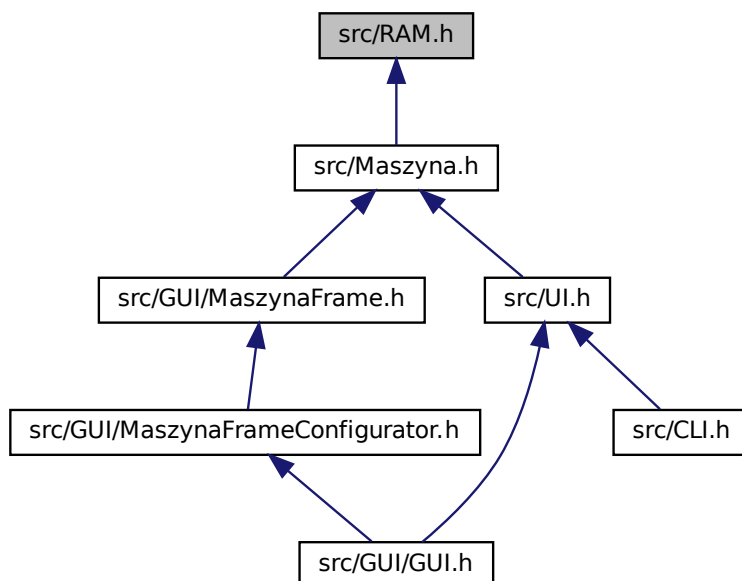 src/RAM.h
src/Maszyna.h
src/GUI/MaszynaFrame.h
src/UI.h
src/GUI/MaszynaFrameConfigurator.h
src/CLI.h
src/GUI/GUI.h